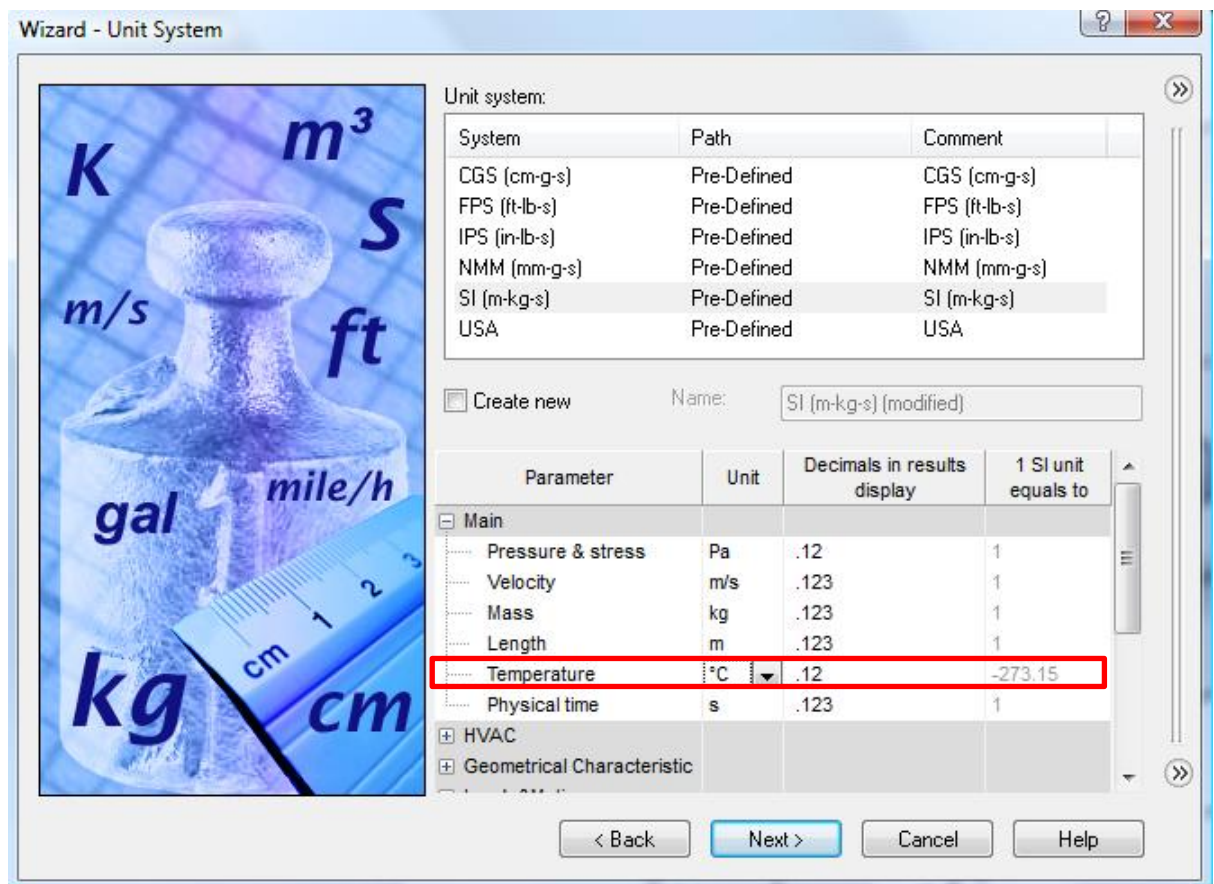 Wizard - Unit System
?
X
K
m³
s
m/s
ft
gal
1
mile/h
cm 1 2 3
kg
cm
Unit system:
System Path Comment
CGS (cm-g-s) Pre-Defined CGS (cm-g-s)
FPS (ft-lb-s) Pre-Defined FPS (ft-lb-s)
IPS (in-lb-s) Pre-Defined IPS (in-lb-s)
NMM (mm-g-s) Pre-Defined NMM (mm-g-s)
SI (m-kg-s) Pre-Defined SI (m-kg-s)
USA Pre-Defined USA
Create new Name: SI (m-kg-s) (modified)
Parameter Unit Decimals in results display 1 SI unit equals to
Main
Pressure & stress Pa .12 1
Velocity m/s .123 1
Mass kg .123 1
Length m .123 1
Temperature °C .12 -273.15
Physical time s .123 1
HVAC
Geometrical Characteristic
< Back Next > Cancel Help